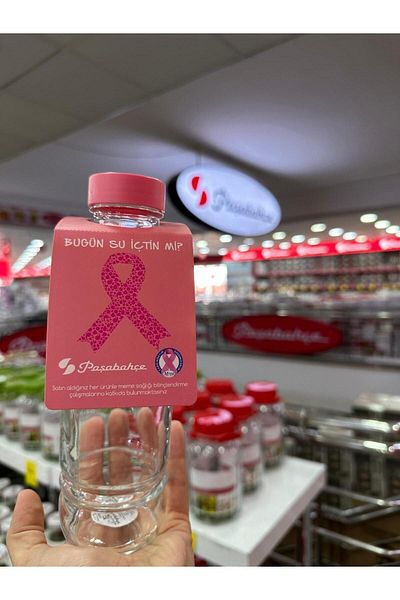 Paşabahçe
BUGÜN SU İÇTİN Mİ?
Paşabahçe
Satın aldığınız her ürünle meme sağlığı bilinçlendirme
çalışmalarına katkıda bulunmaktasınız
Paşabahçe